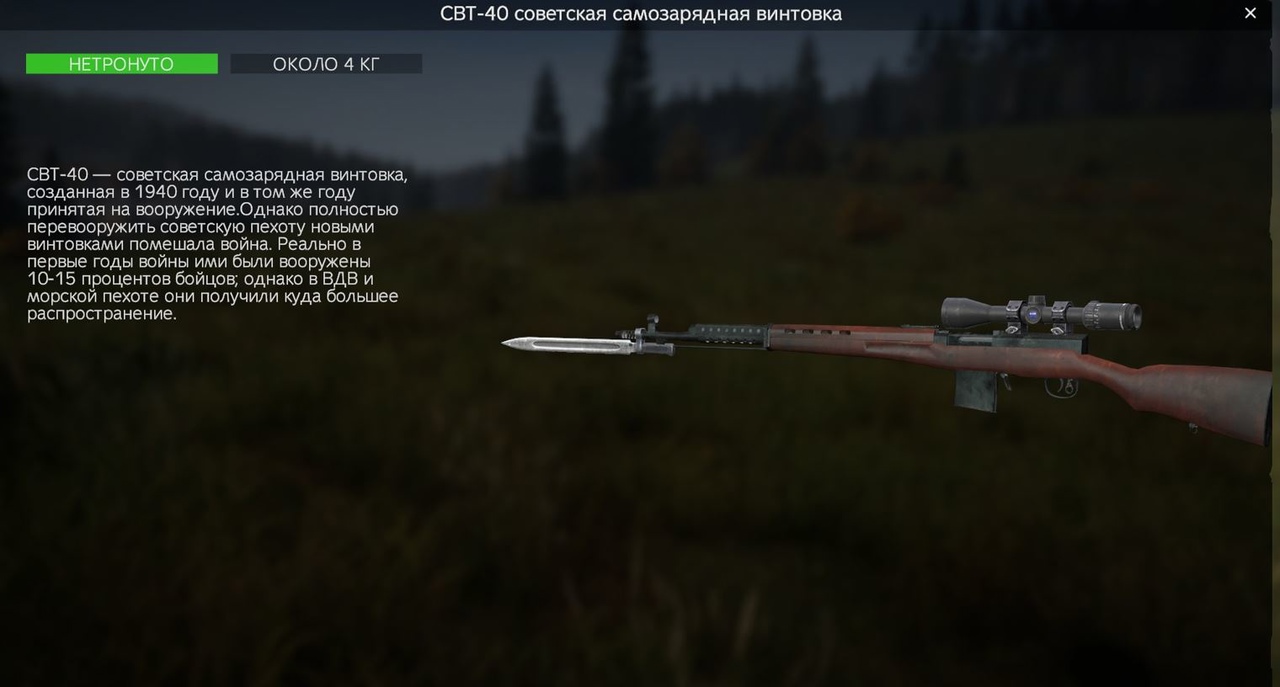 СВТ-40 советская самозарядная винтовка
НЕТРОНУТО
ОКОЛО 4 КГ
СВТ-40 — советская самозарядная винтовка,
созданная в 1940 году и в том же году
принятая на вооружение.Однако полностью
перевооружить советскую пехоту новыми
винтовками помешала война. Реально в
первые годы войны ими были вооружены
10-15 процентов бойцов; однако в ВДВ и
морской пехоте они получили куда большее
распространение.